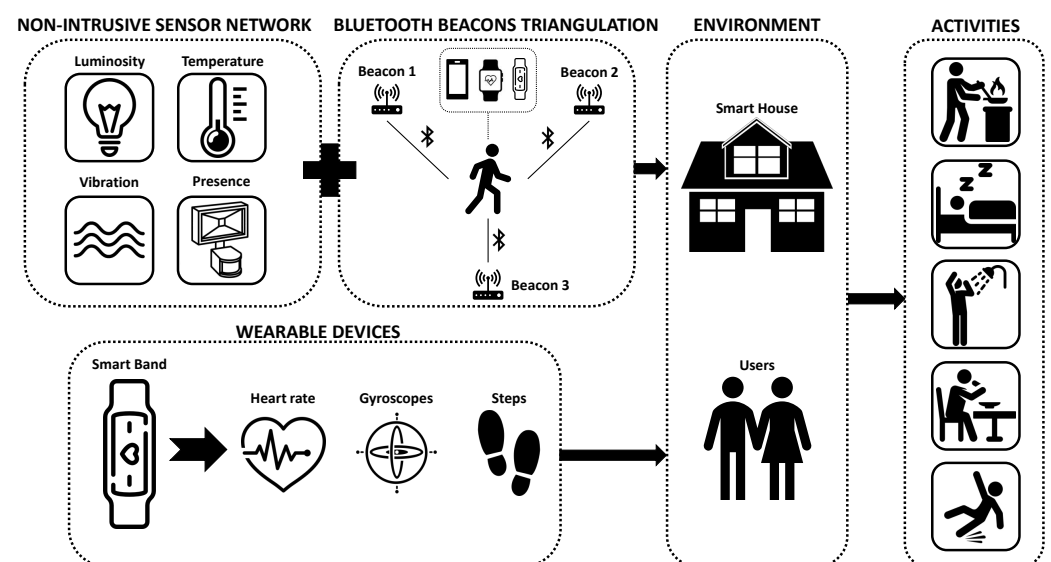 NON-INTRUSIVE SENSOR NETWORK
Luminosity
Temperature
Vibration
Presence
BLUETOOTH BEACONS TRIANGULATION
Beacon 1
Beacon 2
Beacon 3
ENVIRONMENT
Smart House
Users
ACTIVITIES
Z Z
WEARABLE DEVICES
Smart Band
Heart rate
Gyroscopes
Steps